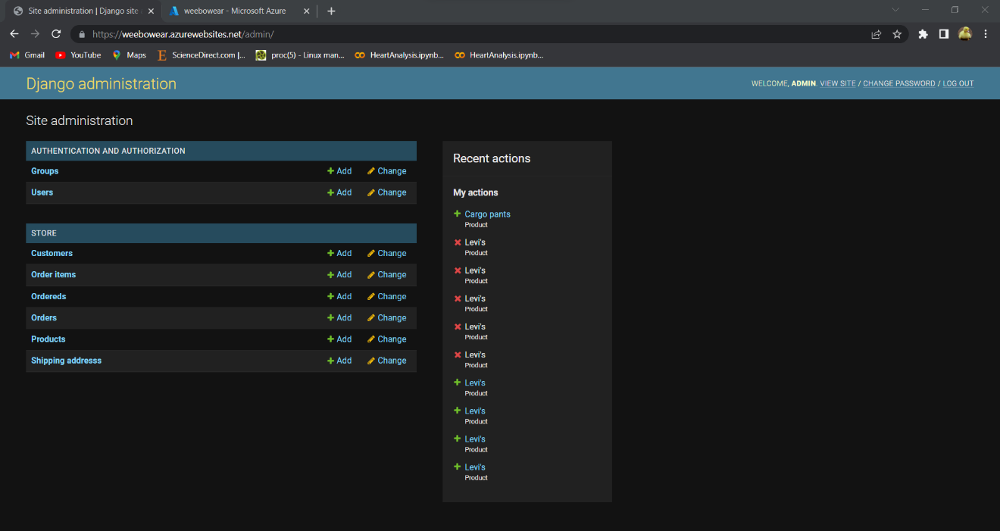 Site administration | Django site
weebowear - Microsoft Azure
https://weebowear.azurewebsites.net/admin/
Gmail
YouTube
Maps
ScienceDirect.com |...
proc(5) - Linux man...
HeartAnalysis.ipynb...
HeartAnalysis.ipynb...
Django administration
WELCOME, ADMIN. VIEW SITE / CHANGE PASSWORD / LOG OUT
Site administration
AUTHENTICATION AND AUTHORIZATION
Groups Add Change
Users Add Change
STORE
Customers Add Change
Order items Add Change
Ordereds Add Change
Orders Add Change
Products Add Change
Shipping addresss Add Change
Recent actions
My actions
Cargo pants
Product
Levi's
Product
Levi's
Product
Levi's
Product
Levi's
Product
Levi's
Product
Levi's
Product
Levi's
Product
Levi's
Product
Levi's
Product